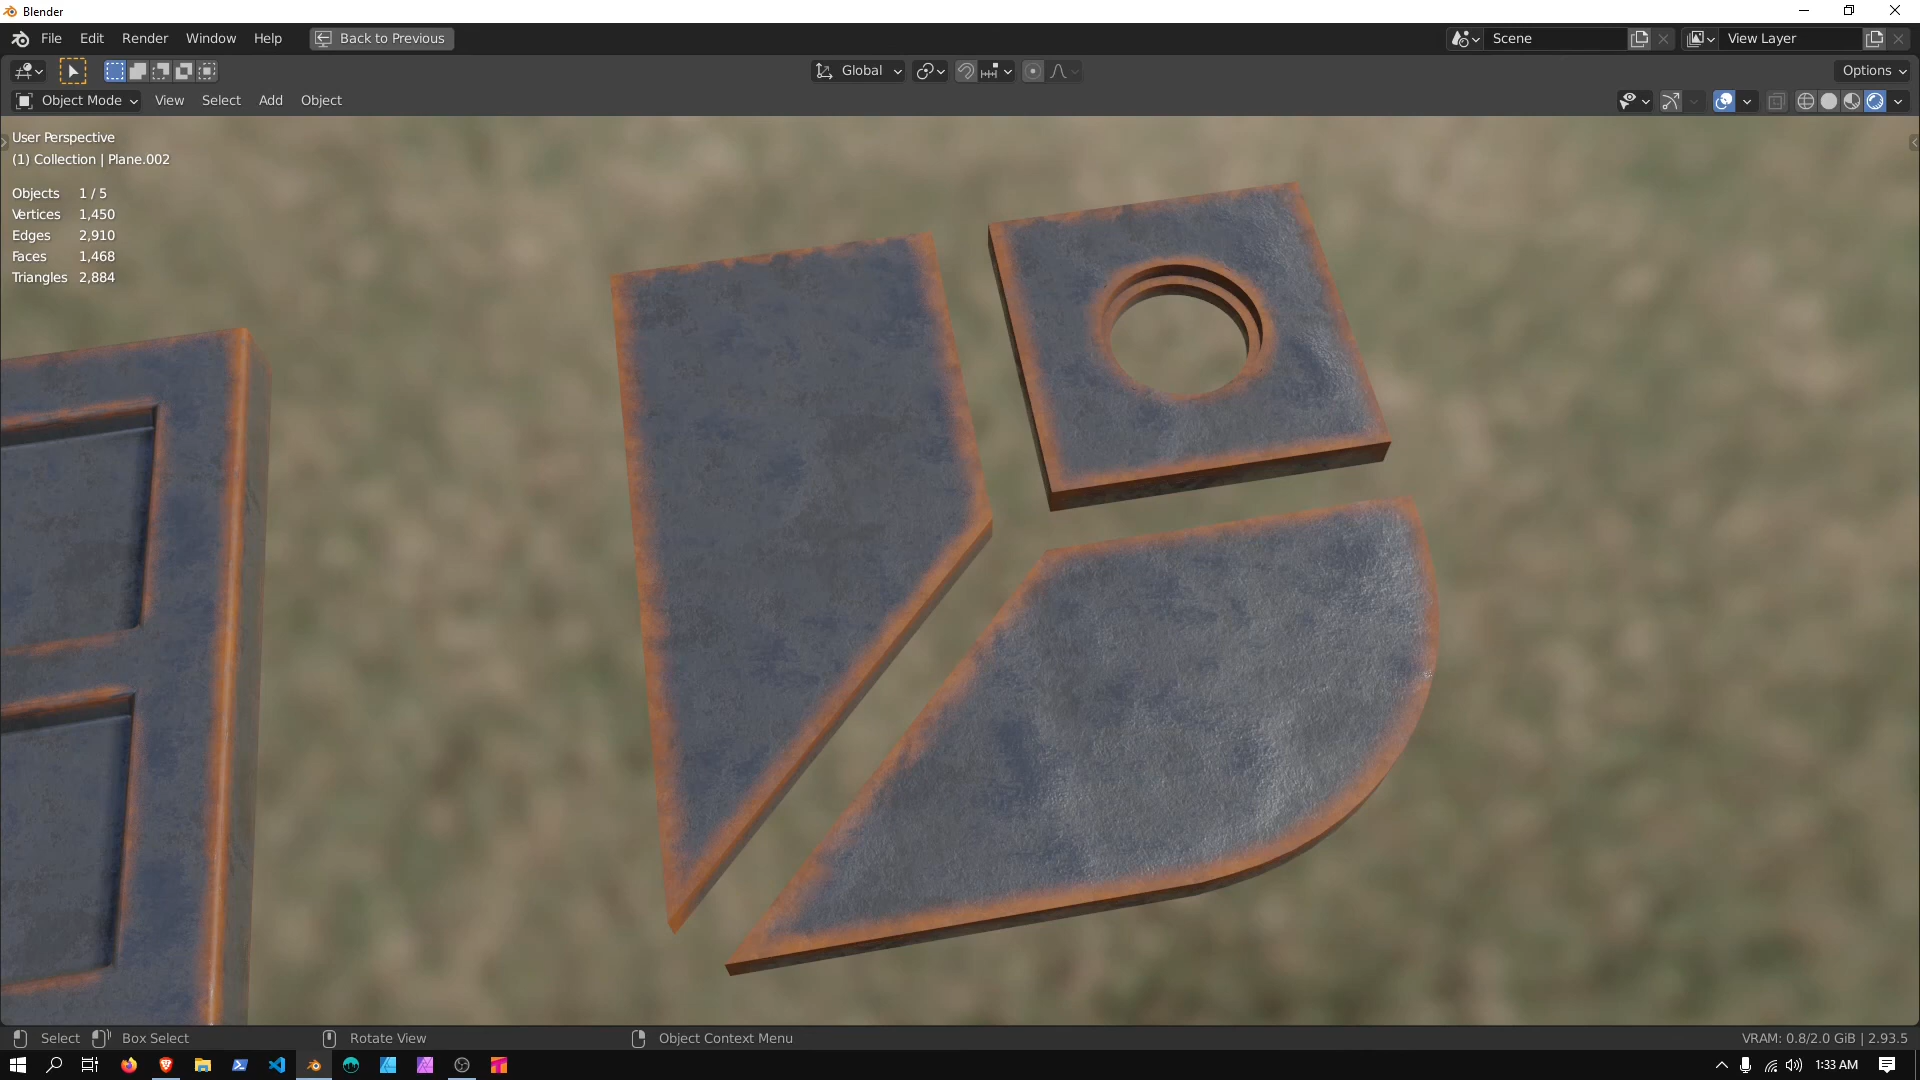 Blender
File Edit Render Window Help Back to Previous Scene View Layer
Global Options
Object Mode View Select Add Object
User Perspective
(1) Collection | Plane.002
Objects 1 / 5
Vertices 1,450
Edges 2,910
Faces 1,468
Triangles 2,884
Select Box Select Rotate View Object Context Menu VRAM: 0.8/2.0 GiB | 2.93.5
1:33 AM